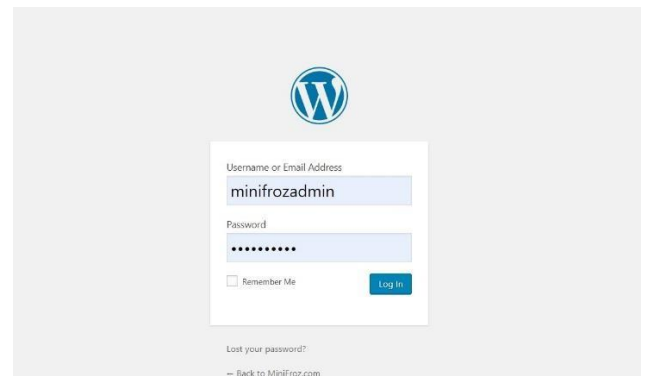 Username or Email Address
minifrozadmin
Password
••••••••••
Remember Me
Log In
Lost your password?
← Back to MiniFroz.com